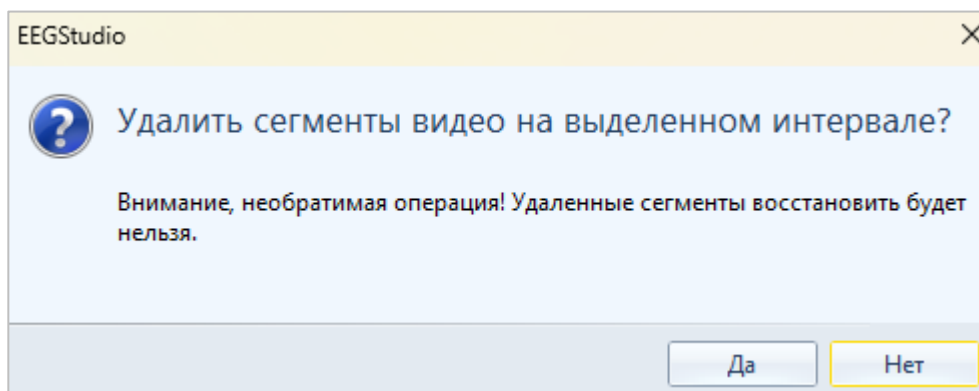 EEGStudio
Удалить сегменты видео на выделенном интервале?
Внимание, необратимая операция! Удаленные сегменты восстановить будет
нельзя.
Да
Нет